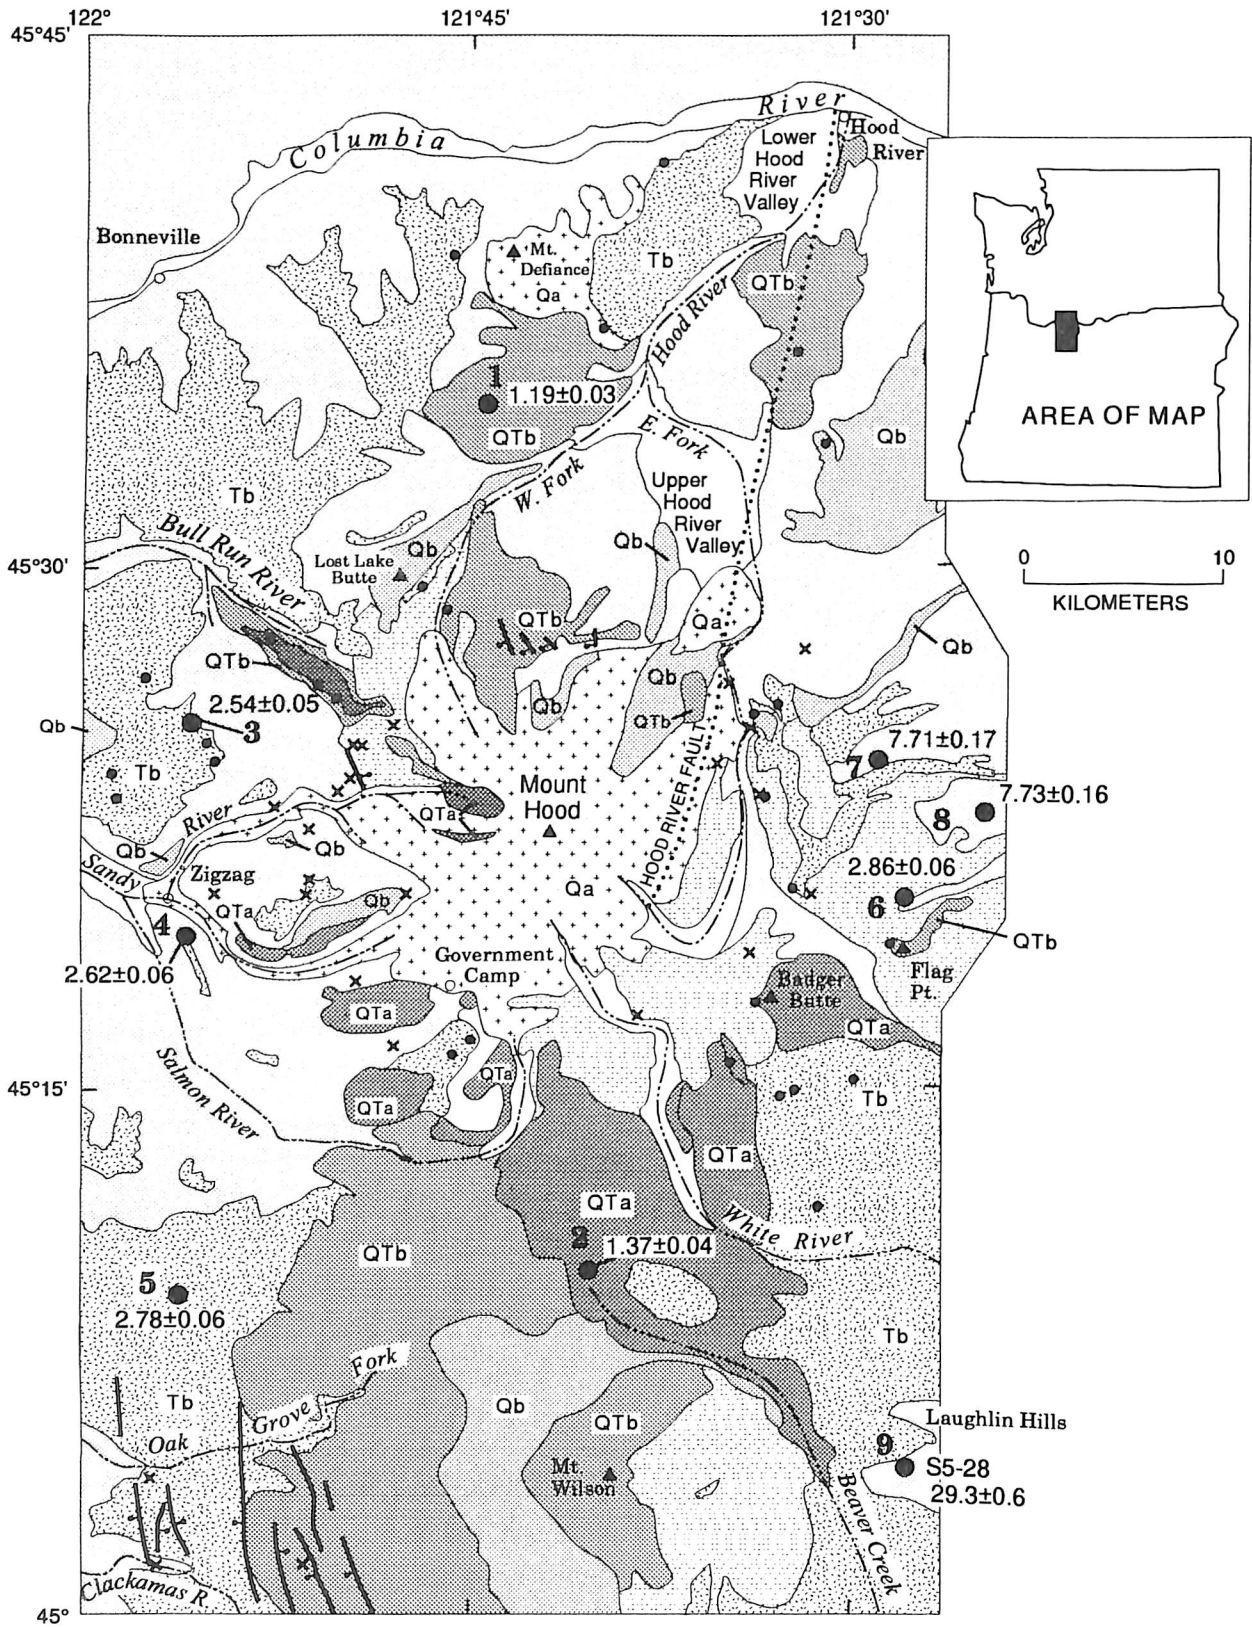 122°
121°45'
121°30'
45°45'
Columbia
River
Hood
River
Lower
Hood
River
Valley
Bonneville
Mt.
Defiance
Qa
Tb
QTb
Hood River
AREA OF MAP
1
1.19±0.03
QTb
E. Fork
Qb
W. Fork
Upper
Hood
River
Valley
Tb
Bull Run River
Lost Lake
Butte
Qb
Qb
45°30'
0
10
KILOMETERS
QTb
Qa
QTb
Qb
2.54±0.05
3
Qb
Qb
QTb
Qb
Tb
HOOD RIVER FAULT
7.71±0.17
7
7.73±0.16
8
Mount
Hood
QTa
River
Qb
Qb
Sandy
Zigzag
QTa
Qb
Qa
2.86±0.06
6
QTb
4
2.62±0.06
Government
Camp
Flag
Pt.
Badger
Butte
QTa
QTa
Salmon River
QTa
45°15'
QTa
Tb
QTa
QTa
White River
QTb
2
1.37±0.04
5
2.78±0.06
Tb
Fork
Grove
Oak
Tb
Qb
QTb
Mt.
Wilson
Laughlin Hills
9
S5-28
29.3±0.6
Beaver Creek
Clackamas R.
45°